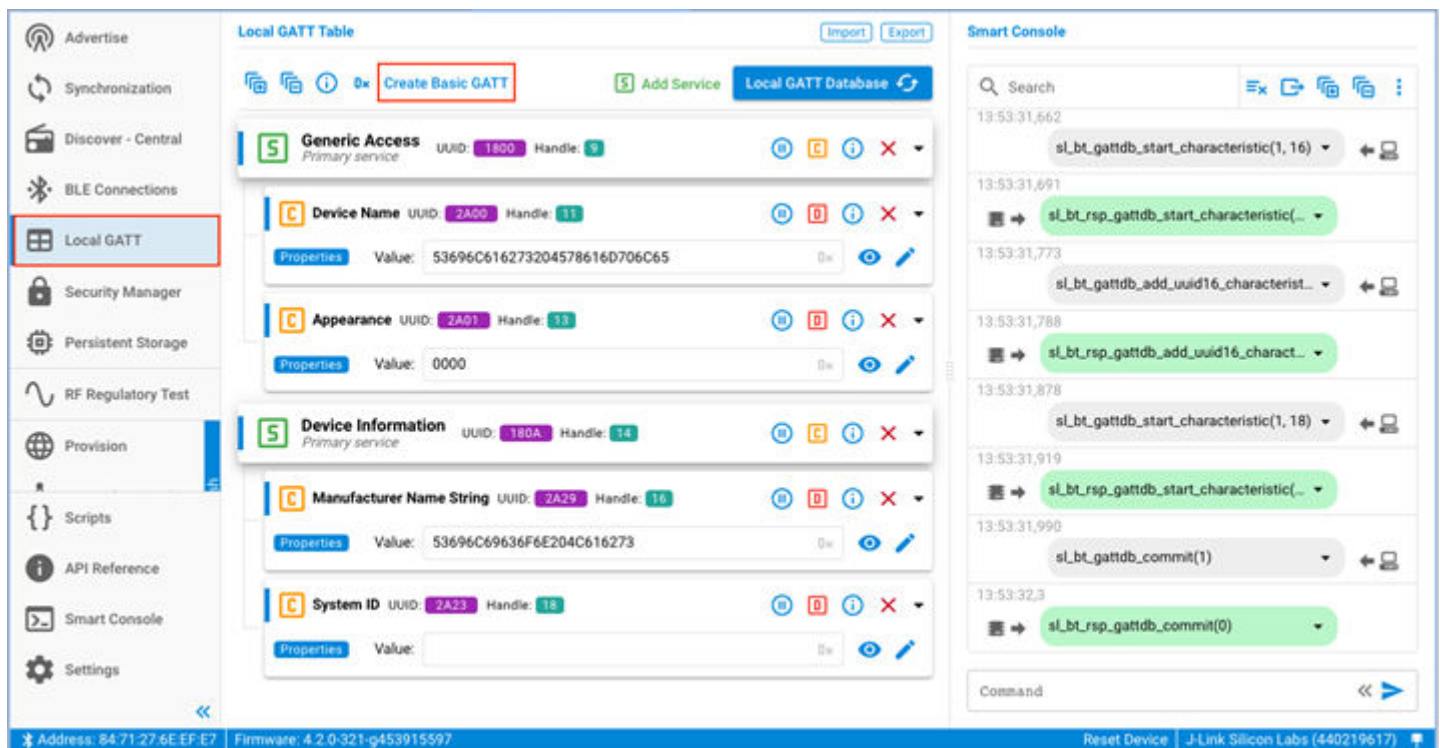 Advertise
Synchronization
Discover - Central
BLE Connections
Local GATT
Security Manager
Persistent Storage
RF Regulatory Test
Provision
Scripts
API Reference
Smart Console
Settings
Local GATT Table
Import Export
0x Create Basic GATT
S Add Service
Local GATT Database
S Generic Access UUID: 1800 Handle: 9
Primary service
C
C Device Name UUID: 2A00 Handle: 11
D
Properties Value: 53696C616273204578616D706C65 0x
C Appearance UUID: 2A01 Handle: 13
D
Properties Value: 0000 0x
S Device Information UUID: 180A Handle: 14
Primary service
C
C Manufacturer Name String UUID: 2A29 Handle: 16
D
Properties Value: 53696C69636F6E204C616273 0x
C System ID UUID: 2A23 Handle: 18
D
Properties Value: 0x
Smart Console
Search
13:53:31,662
sl_bt_gattdb_start_characteristic(1, 16)
13:53:31,691
sl_bt_rsp_gattdb_start_characteristic(...
13:53:31,773
sl_bt_gattdb_add_uuid16_characterist...
13:53:31,788
sl_bt_rsp_gattdb_add_uuid16_charact...
13:53:31,878
sl_bt_gattdb_start_characteristic(1, 18)
13:53:31,919
sl_bt_rsp_gattdb_start_characteristic(...
13:53:31,990
sl_bt_gattdb_commit(1)
13:53:32,3
sl_bt_rsp_gattdb_commit(0)
Command
Address: 84:71:27:6E:EF:E7 Firmware: 4.2.0-321-g453915597
Reset Device J-Link Silicon Labs (440219617)